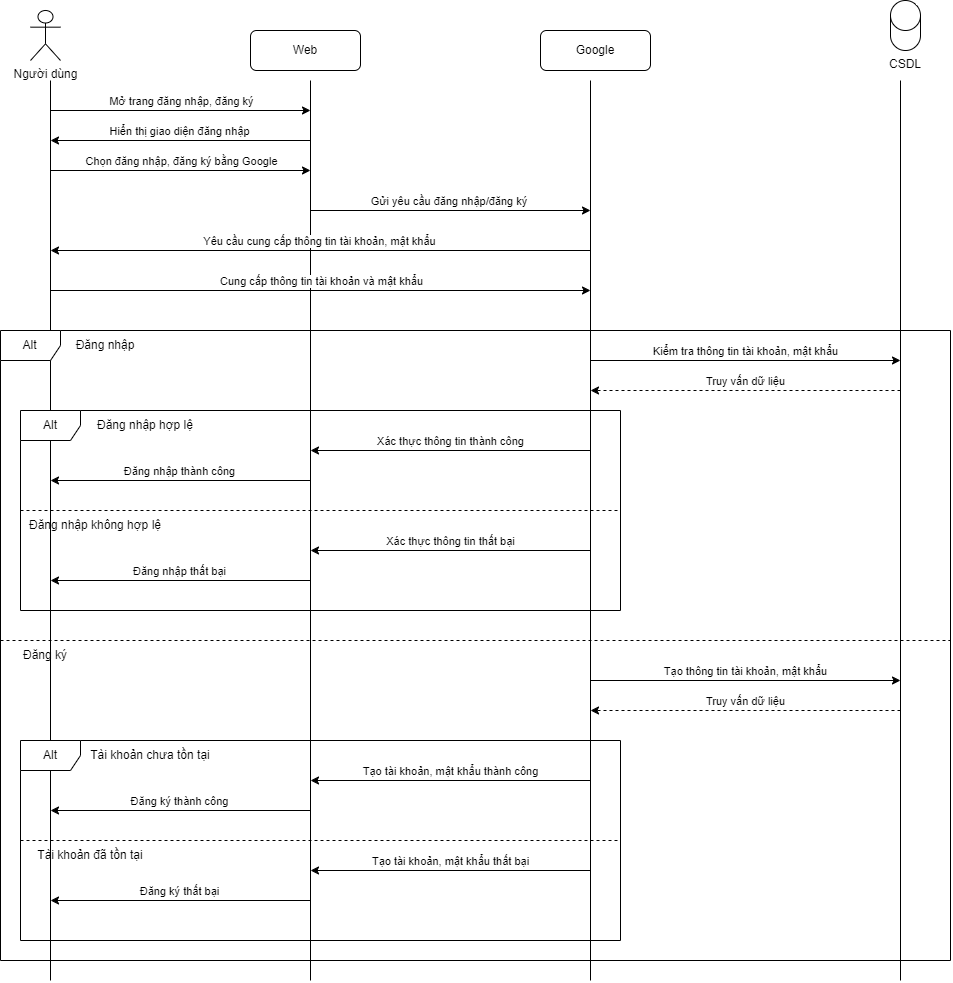 Người dùng
Web
Google
CSDL
Mở trang đăng nhập, đăng ký
Hiển thị giao diện đăng nhập
Chọn đăng nhập, đăng ký bằng Google
Gửi yêu cầu đăng nhập/đăng ký
Yêu cầu cung cấp thông tin tài khoản, mật khẩu
Cung cấp thông tin tài khoản và mật khẩu
Alt
Đăng nhập
Kiểm tra thông tin tài khoản, mật khẩu
Truy vấn dữ liệu
Alt
Đăng nhập hợp lệ
Xác thực thông tin thành công
Đăng nhập thành công
Đăng nhập không hợp lệ
Xác thực thông tin thất bại
Đăng nhập thất bại
Đăng ký
Tạo thông tin tài khoản, mật khẩu
Truy vấn dữ liệu
Alt
Tài khoản chưa tồn tại
Tạo tài khoản, mật khẩu thành công
Đăng ký thành công
Tài khoản đã tồn tại
Tạo tài khoản, mật khẩu thất bại
Đăng ký thất bại